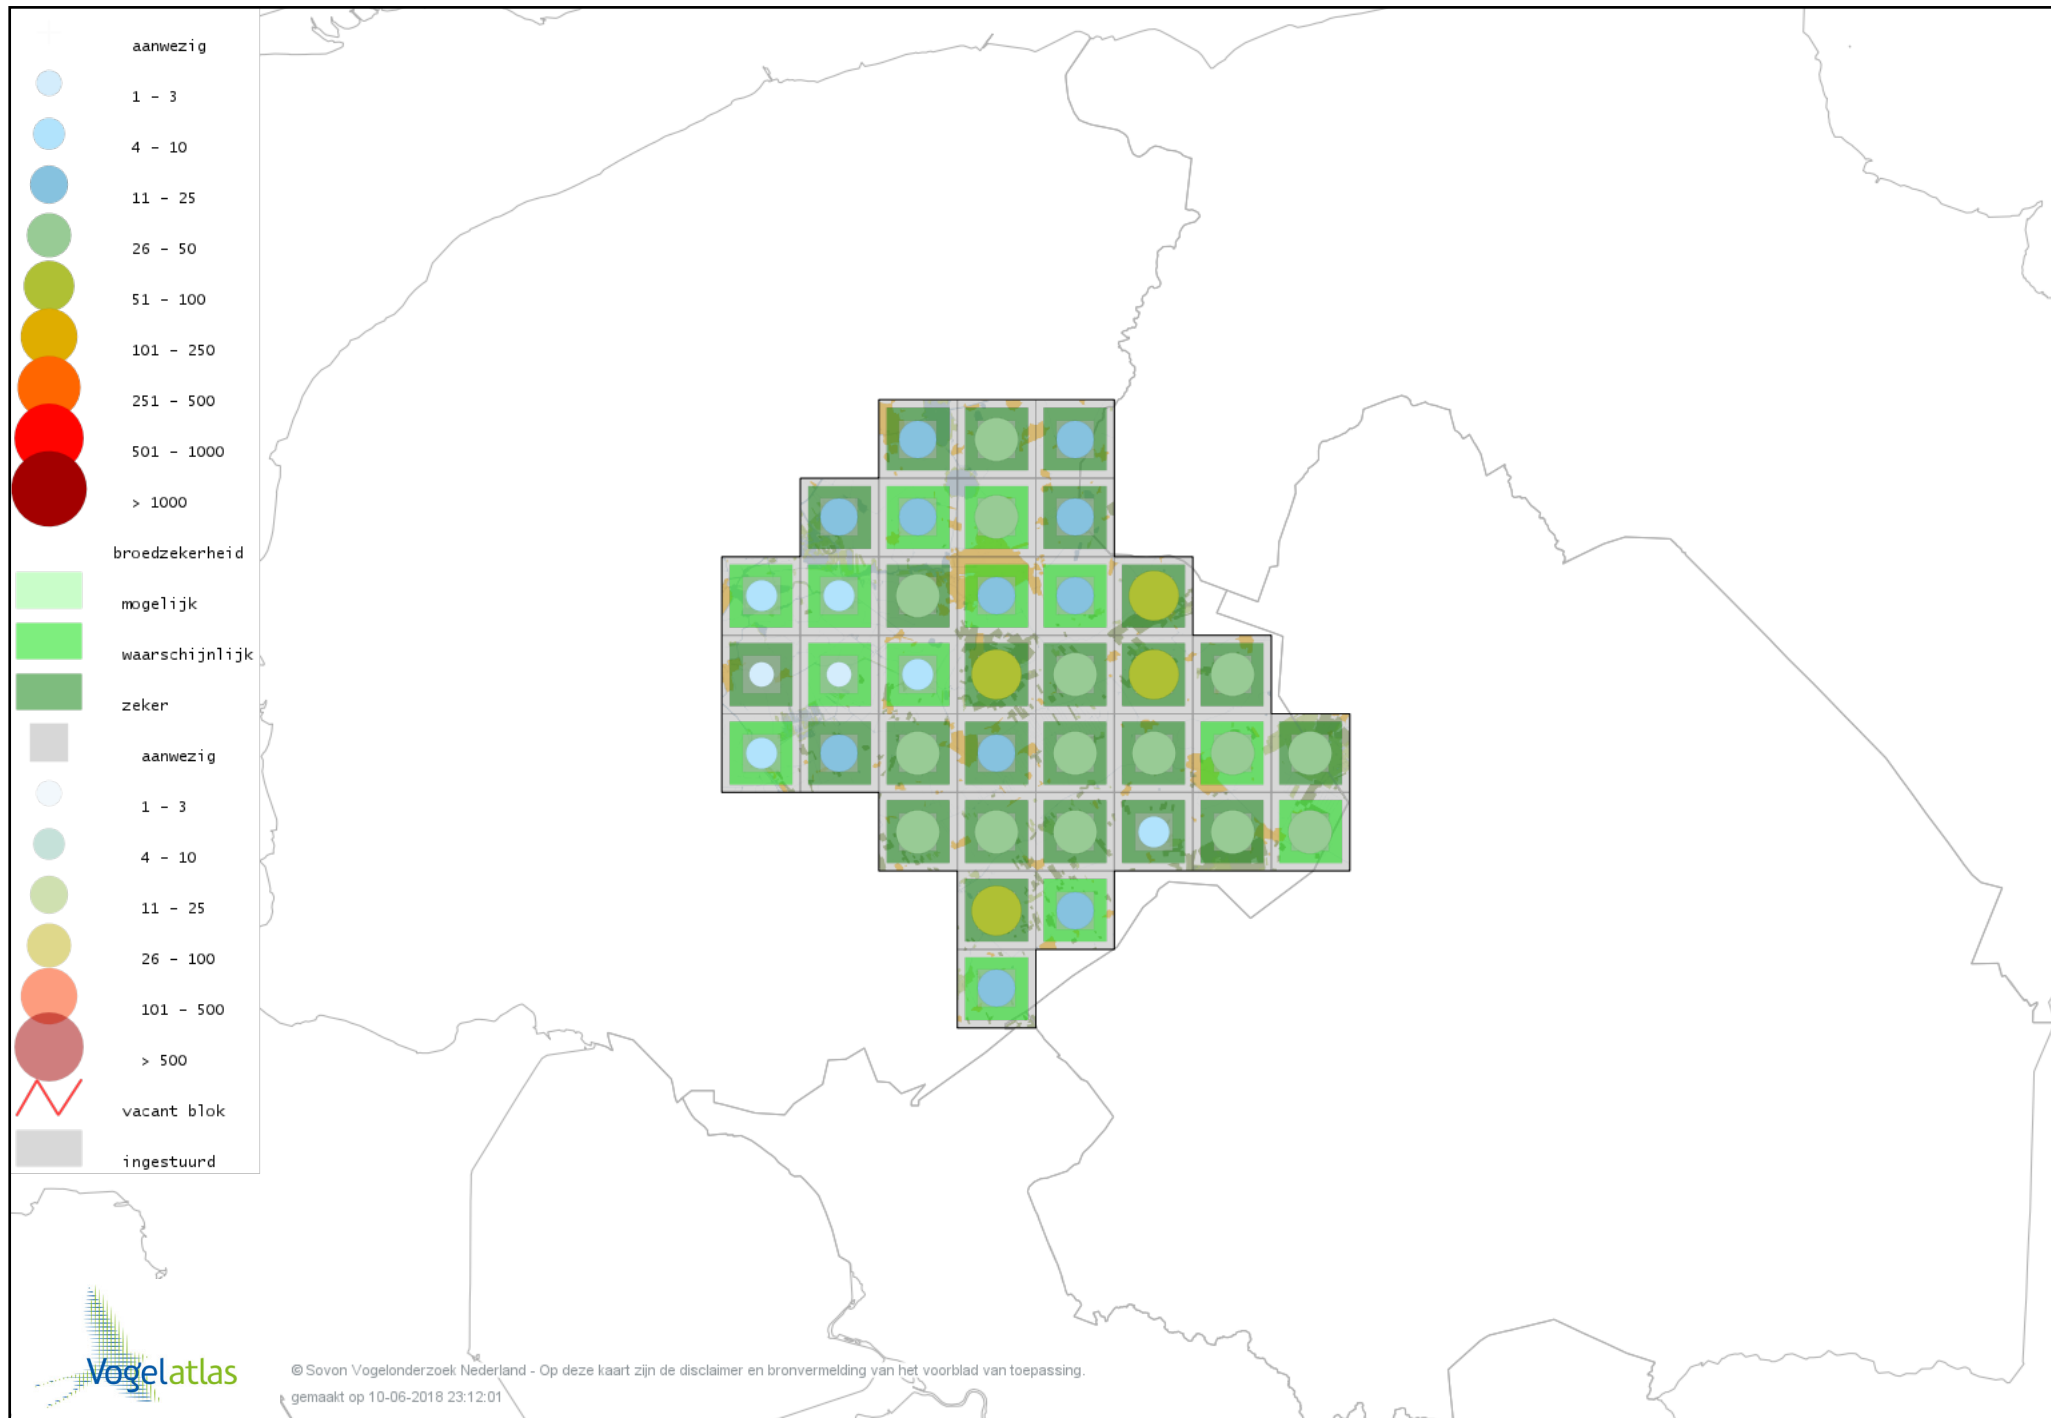 aanwezig
1 - 3
4 - 10
11 - 25
26 - 50
51 - 100
101 - 250
251 - 500
501 - 1000
> 1000
broedzekerheid
mogelijk
waarschijnlijk
zeker
aanwezig
1 - 3
4 - 10
11 - 25
26 - 100
101 - 500
> 500
vacant blok
ingestuurd
Vogelatlas
© Sovon Vogelonderzoek Nederland - Op deze kaart zijn de disclaimer en bronvermelding van het voorblad van toepassing.
gemaakt op 10-06-2018 23:12:01